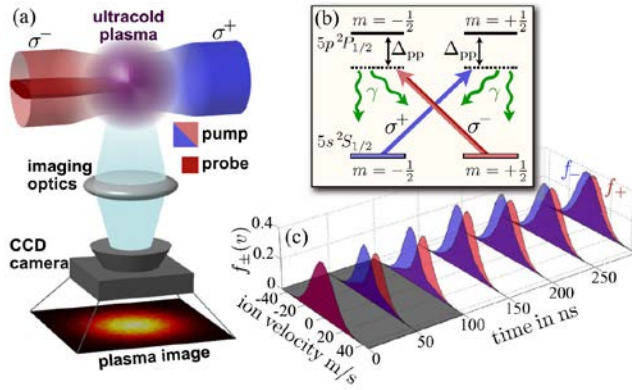 (a)
ultracold
plasma
σ−
σ+
pump
probe
imaging
optics
CCD
camera
plasma image
(b)
m = −1/2
m = +1/2
5p ²P1/2
Δpp
Δpp
γ
γ
σ+
σ−
5s ²S1/2
m = −1/2
m = +1/2
(c)
f−
f+
f±(v)
0.4
0.2
0
-40
-20
0
20
40
ion velocity m/s
0
50
100
150
200
250
time in ns